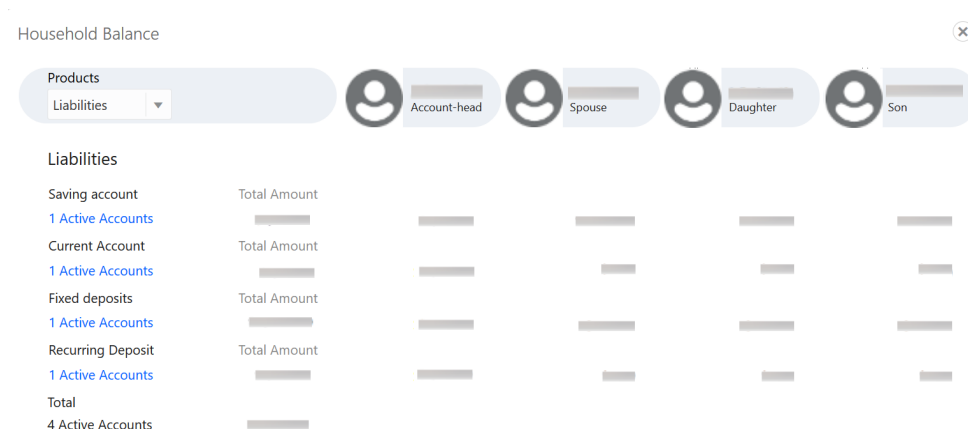 Household Balance
Products
Liabilities
Account-head
Spouse
Daughter
Son
Liabilities
Saving account Total Amount
1 Active Accounts
Current Account Total Amount
1 Active Accounts
Fixed deposits Total Amount
1 Active Accounts
Recurring Deposit Total Amount
1 Active Accounts
Total
4 Active Accounts